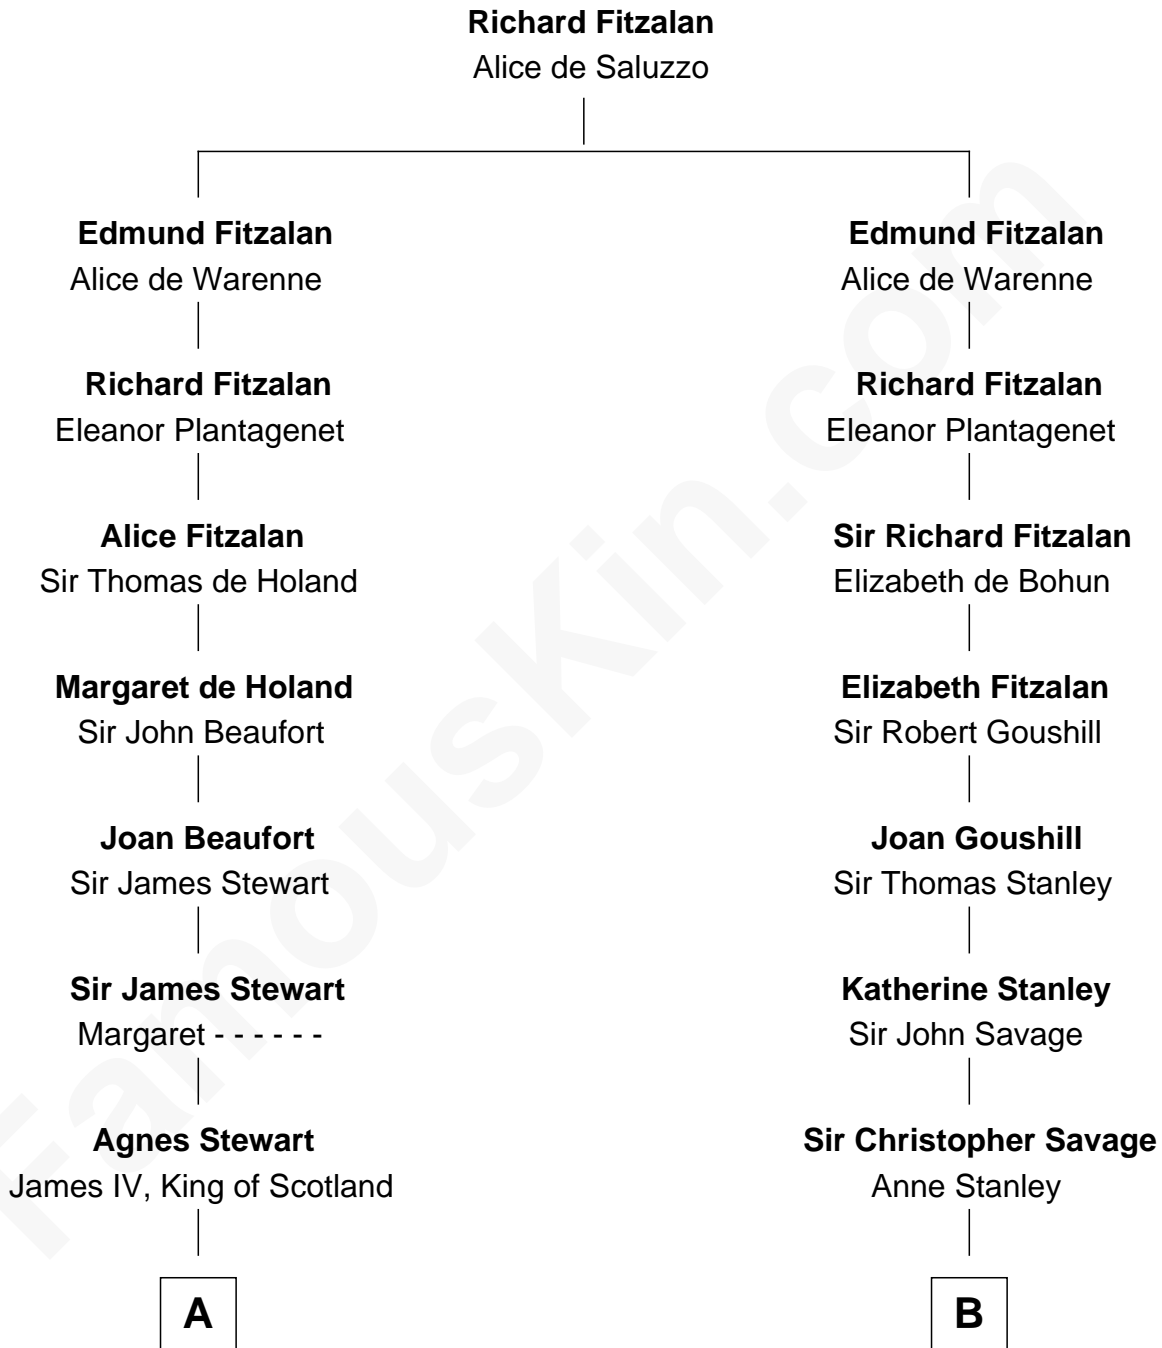 Richard Fitzalan
Alice de Saluzzo
Edmund Fitzalan
Alice de Warenne
Edmund Fitzalan
Alice de Warenne
Richard Fitzalan
Eleanor Plantagenet
Richard Fitzalan
Eleanor Plantagenet
Alice Fitzalan
Sir Thomas de Holand
Sir Richard Fitzalan
Elizabeth de Bohun
Margaret de Holand
Sir John Beaufort
Elizabeth Fitzalan
Sir Robert Goushill
Joan Beaufort
Sir James Stewart
Joan Goushill
Sir Thomas Stanley
Sir James Stewart
Margaret - - - - - -
Katherine Stanley
Sir John Savage
Agnes Stewart
James IV, King of Scotland
Sir Christopher Savage
Anne Stanley
A
B
FamousKin.com